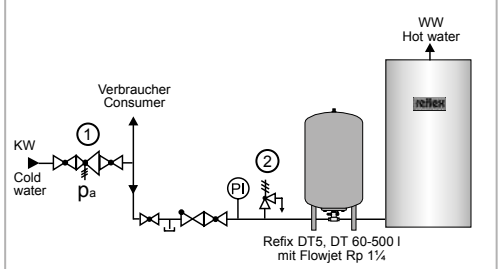 WW
Hot water
reflex
Verbraucher
Consumer
1
KW
Cold
water
pa
2
PI
Refix DT5, DT 60-500 l
mit Flowjet Rp 1¼